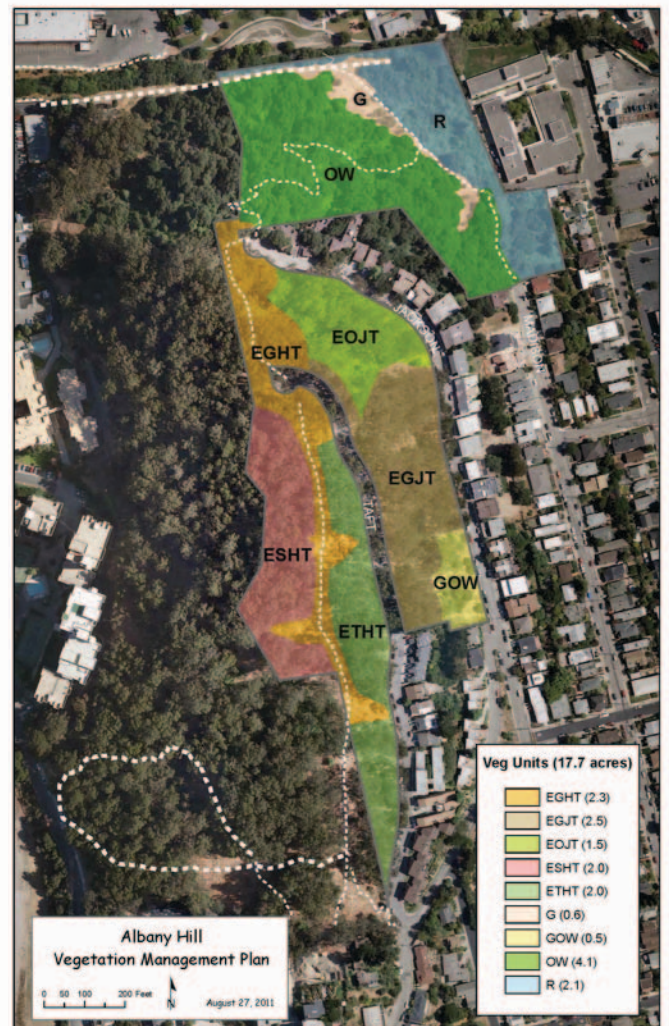 G
R
OW
JACKSON
EOJT
EGHT
EGJT
TAFT
ESHT
GOW
ETHT
Veg Units (17.7 acres)
EGHT (2.3)
EGJT (2.5)
EOJT (1.5)
ESHT (2.0)
ETHT (2.0)
G (0.6)
GOW (0.5)
OW (4.1)
R (2.1)
Albany Hill
Vegetation Management Plan
0 50 100 200 Feet
N
August 27, 2011